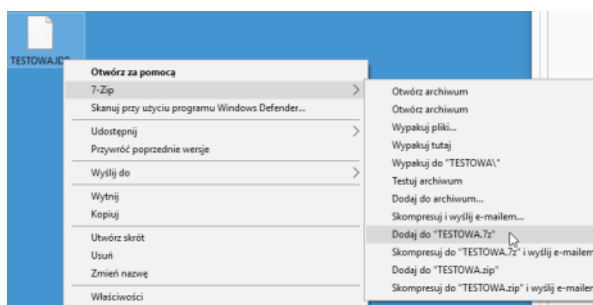 TESTOWA.JDB
Otwórz za pomocą
7-Zip
Skanuj przy użyciu programu Windows Defender...
Udostępnij
Przywróć poprzednie wersje
Wyślij do
Wytnij
Kopiuj
Utwórz skrót
Usuń
Zmień nazwę
Właściwości
Otwórz archiwum
Otwórz archiwum
Wypakuj pliki...
Wypakuj tutaj
Wypakuj do "TESTOWA\"
Testuj archiwum
Dodaj do archiwum...
Skompresuj i wyślij e-mailem...
Dodaj do "TESTOWA.7z"
Skompresuj do "TESTOWA.7z" i wyślij e-mailem
Dodaj do "TESTOWA.zip"
Skompresuj do "TESTOWA.zip" i wyślij e-mailem